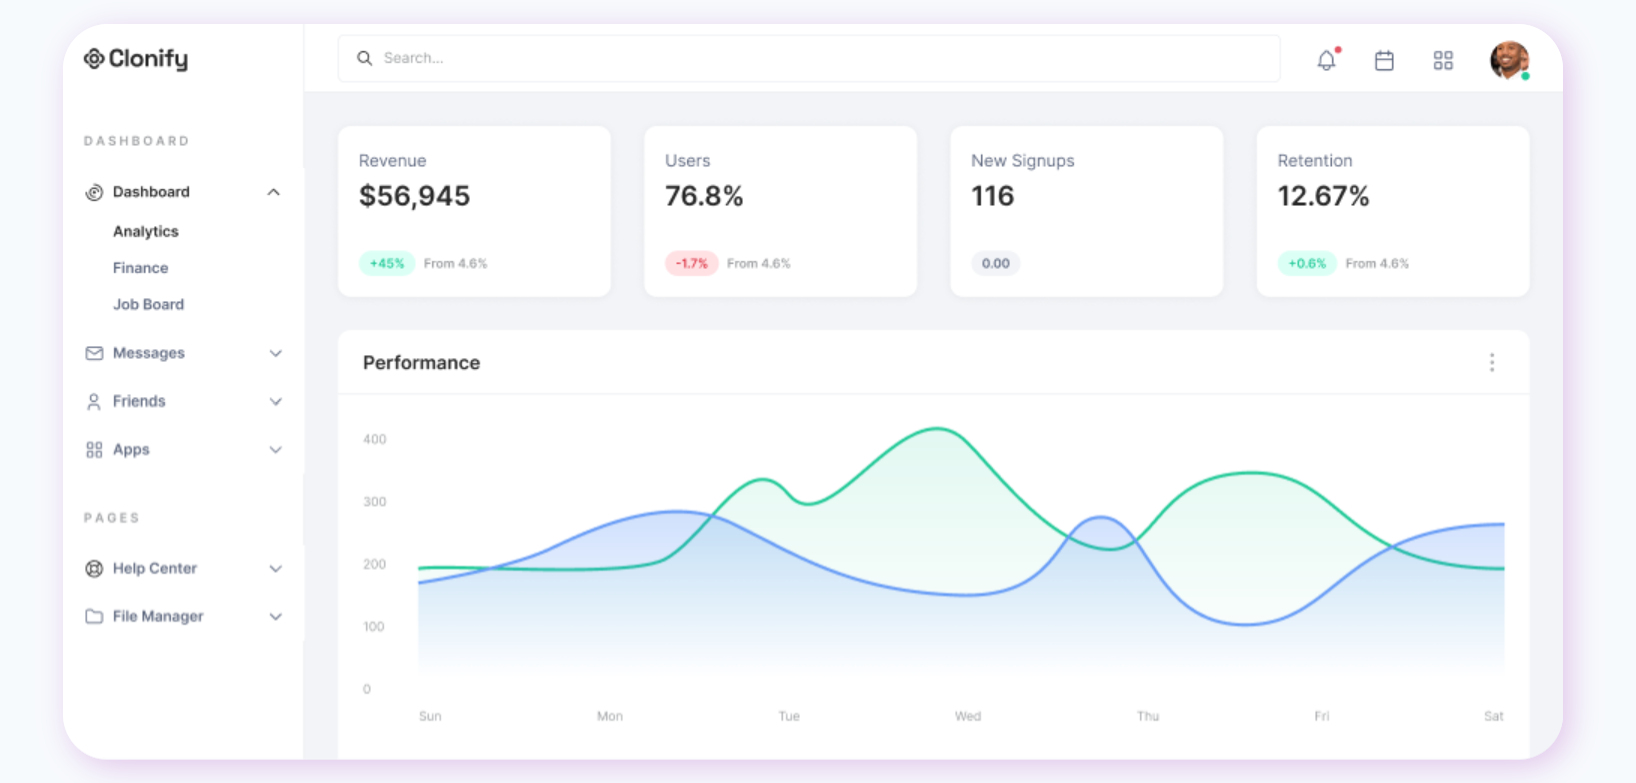 Clonify
Search...
DASHBOARD
Dashboard
Analytics
Finance
Job Board
Messages
Friends
Apps
PAGES
Help Center
File Manager
Revenue
$56,945
+45% From 4.6%
Users
76.8%
-1.7% From 4.6%
New Signups
116
0.00
Retention
12.67%
+0.6% From 4.6%
Performance
400
300
200
100
0
Sun Mon Tue Wed Thu Fri Sat